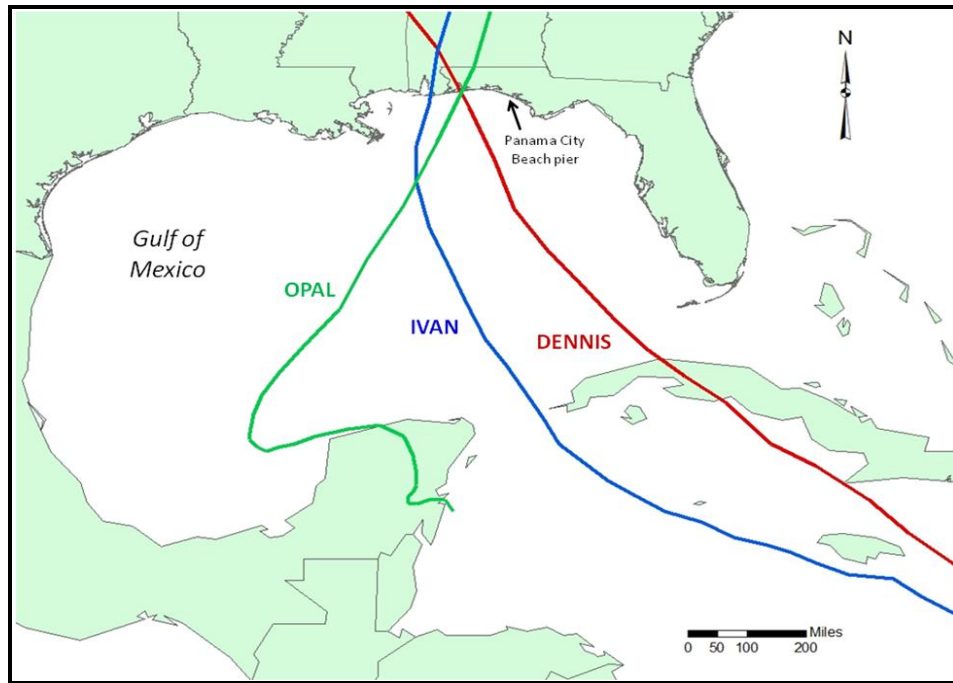 N
Panama City
Beach pier
Gulf of
Mexico
OPAL
IVAN
DENNIS
Miles
0 50 100 200